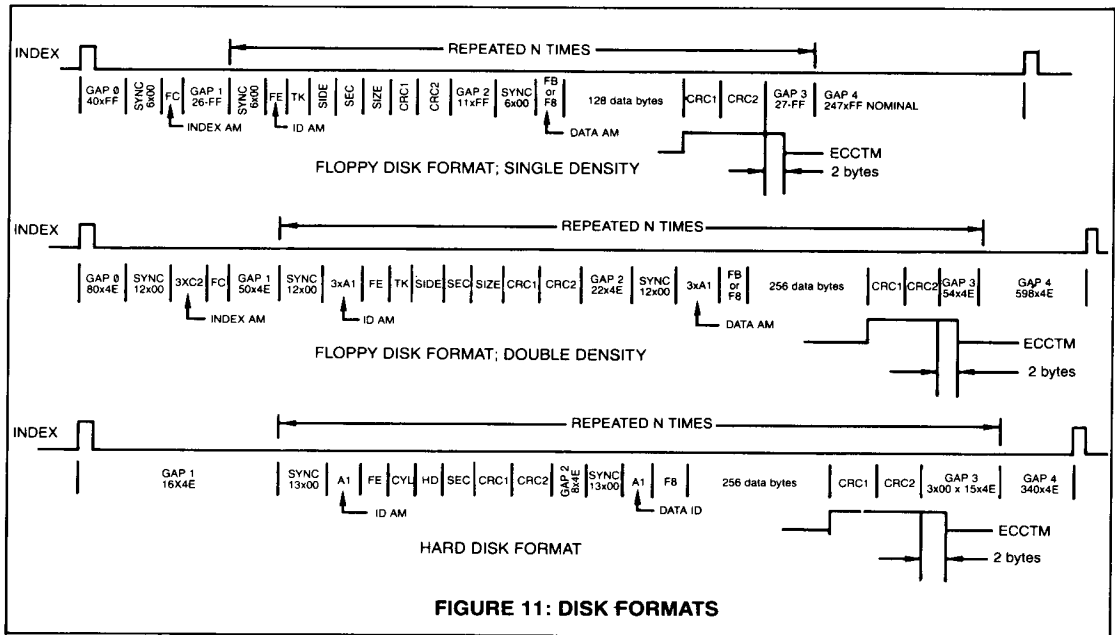 REPEATED N TIMES
INDEX
GAP 0 40xFF
SYNC 6x00
FC
GAP 1 26-FF
SYNC 6x00
FE
TK
SIDE
SEC
SIZE
CRC1
CRC2
GAP 2 11xFF
SYNC 6x00
FB or F8
128 data bytes
CRC1
CRC2
GAP 3 27-FF
GAP 4 247xFF NOMINAL
INDEX AM
ID AM
DATA AM
ECCTM
2 bytes
FLOPPY DISK FORMAT; SINGLE DENSITY
REPEATED N TIMES
INDEX
GAP 0 80x4E
SYNC 12x00
3XC2
FC
GAP 1 50x4E
SYNC 12x00
3xA1
FE
TK
SIDE
SEC
SIZE
CRC1
CRC2
GAP 2 22x4E
SYNC 12x00
3xA1
FB or F8
256 data bytes
CRC1
CRC2
GAP 3 54x4E
GAP 4 598x4E
INDEX AM
ID AM
DATA AM
ECCTM
2 bytes
FLOPPY DISK FORMAT; DOUBLE DENSITY
REPEATED N TIMES
INDEX
GAP 1 16X4E
SYNC 13x00
A1
FE
CYL
HD
SEC
CRC1
CRC2
GAP 2 8x4E
SYNC 13x00
A1
F8
256 data bytes
CRC1
CRC2
GAP 3 3x00 x 15x4E
GAP 4 340x4E
ID AM
DATA ID
ECCTM
2 bytes
HARD DISK FORMAT
FIGURE 11: DISK FORMATS